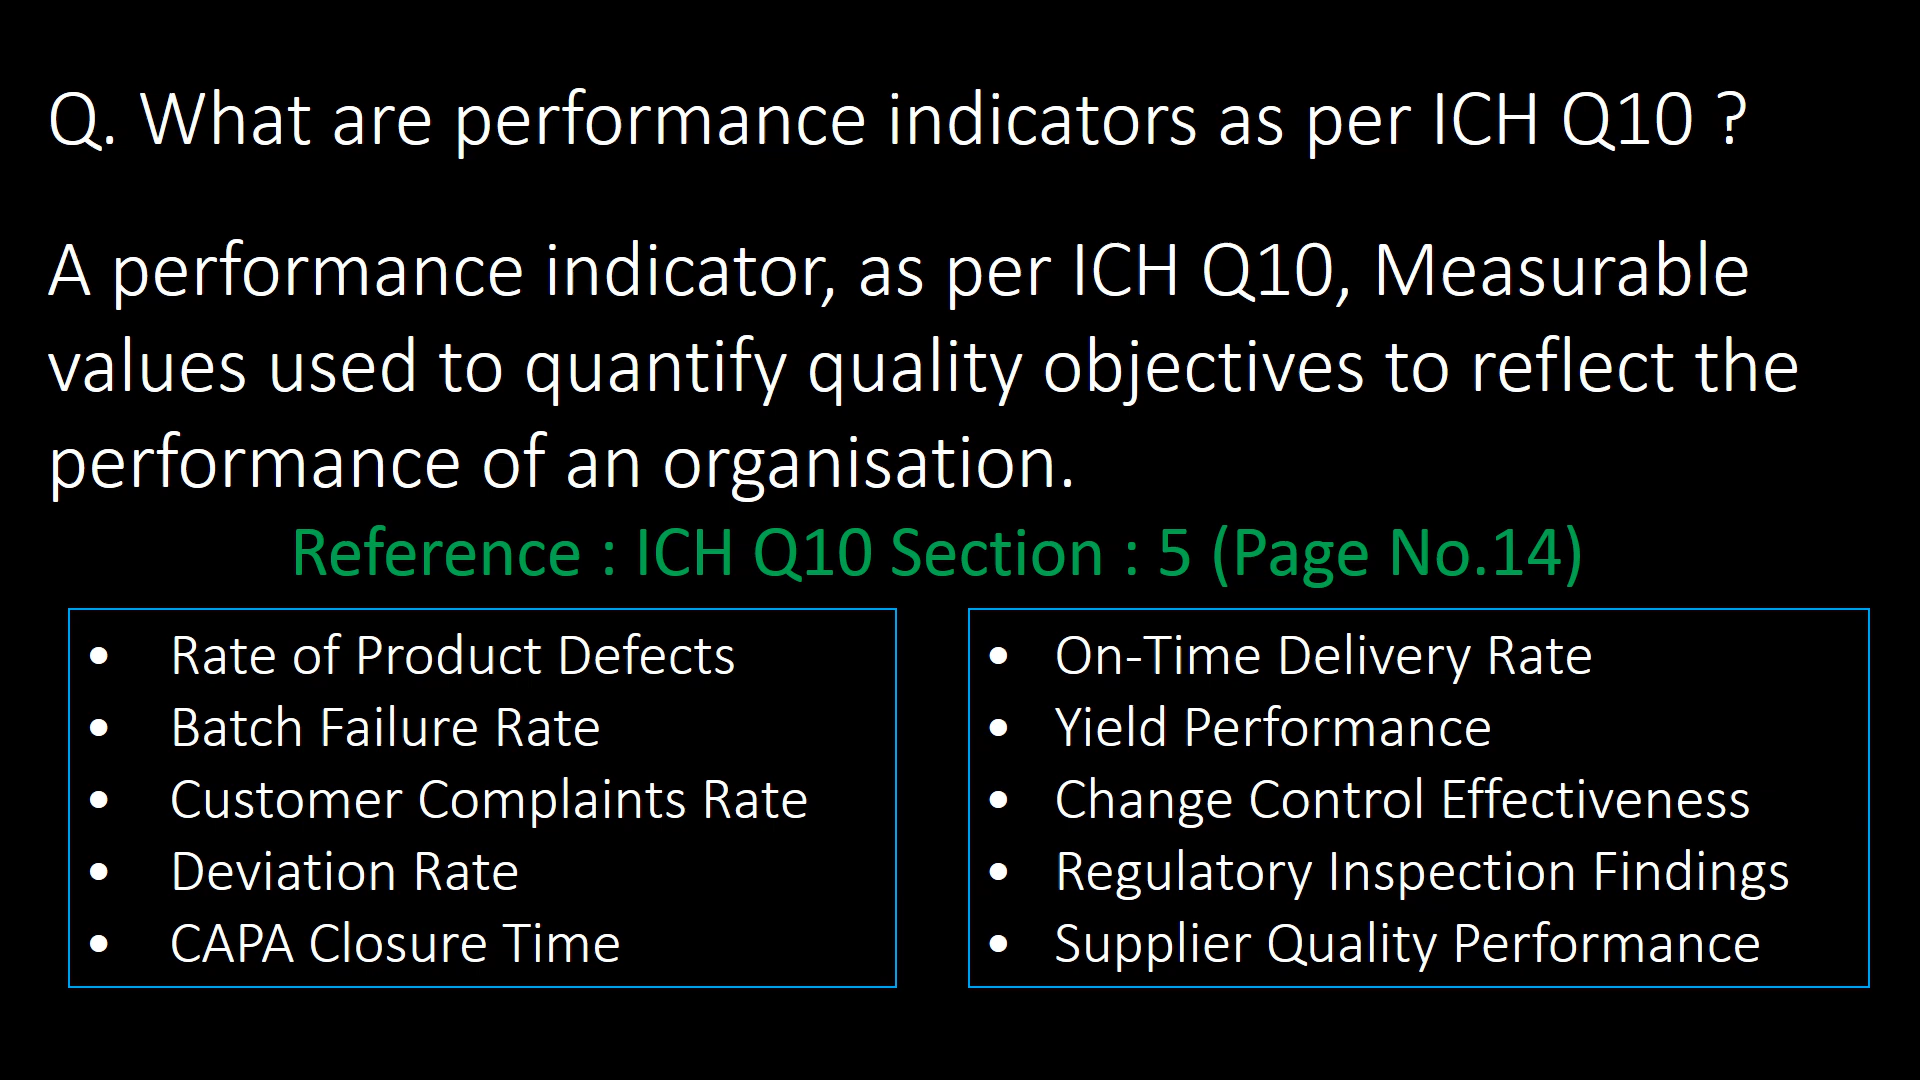 Q. What are performance indicators as per ICH Q10 ?
A performance indicator, as per ICH Q10, Measurable
values used to quantify quality objectives to reflect the
performance of an organisation.
Reference : ICH Q10 Section : 5 (Page No.14)
• Rate of Product Defects
• Batch Failure Rate
• Customer Complaints Rate
• Deviation Rate
• CAPA Closure Time
• On-Time Delivery Rate
• Yield Performance
• Change Control Effectiveness
• Regulatory Inspection Findings
• Supplier Quality Performance